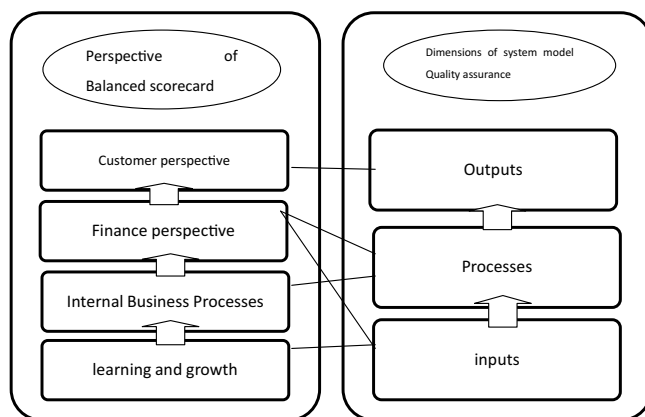 Perspective of
Balanced scorecard
Customer perspective
Finance perspective
Internal Business Processes
learning and growth
Dimensions of system model
Quality assurance
Outputs
Processes
inputs